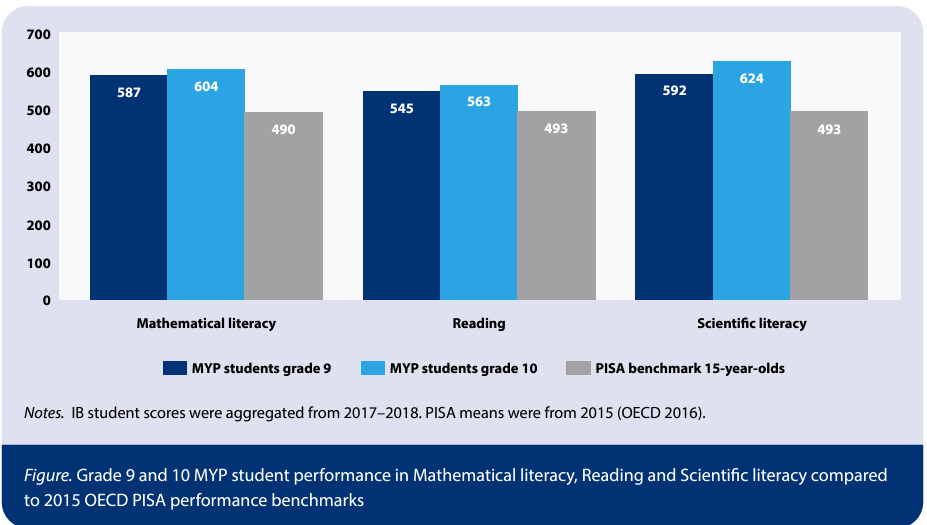 700
600
500
400
300
200
100
0
587
604
490
545
563
493
592
624
493
Mathematical literacy
Reading
Scientific literacy
MYP students grade 9
MYP students grade 10
PISA benchmark 15-year-olds
Notes. IB student scores were aggregated from 2017–2018. PISA means were from 2015 (OECD 2016).
Figure. Grade 9 and 10 MYP student performance in Mathematical literacy, Reading and Scientific literacy compared
to 2015 OECD PISA performance benchmarks